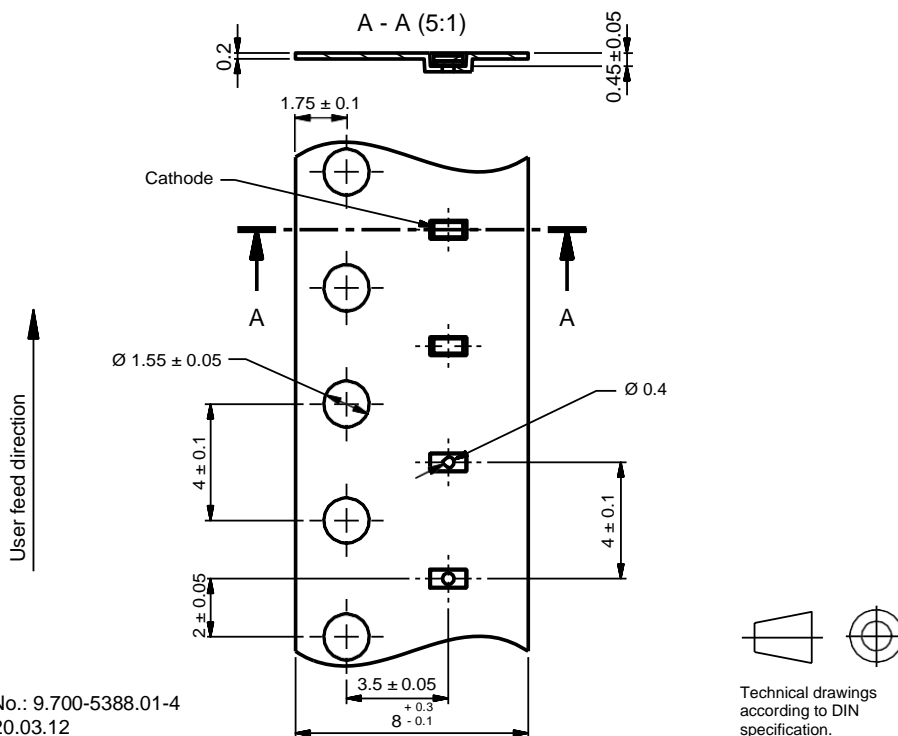 A - A (5:1)
0.2
0.45 ± 0.05
1.75 ± 0.1
Cathode
A
A
Ø 1.55 ± 0.05
Ø 0.4
User feed direction
4 ± 0.1
4 ± 0.1
2 ± 0.05
3.5 ± 0.05
8 + 0.3 - 0.1
No.: 9.700-5388.01-4
20.03.12
Technical drawings
according to DIN
specification.